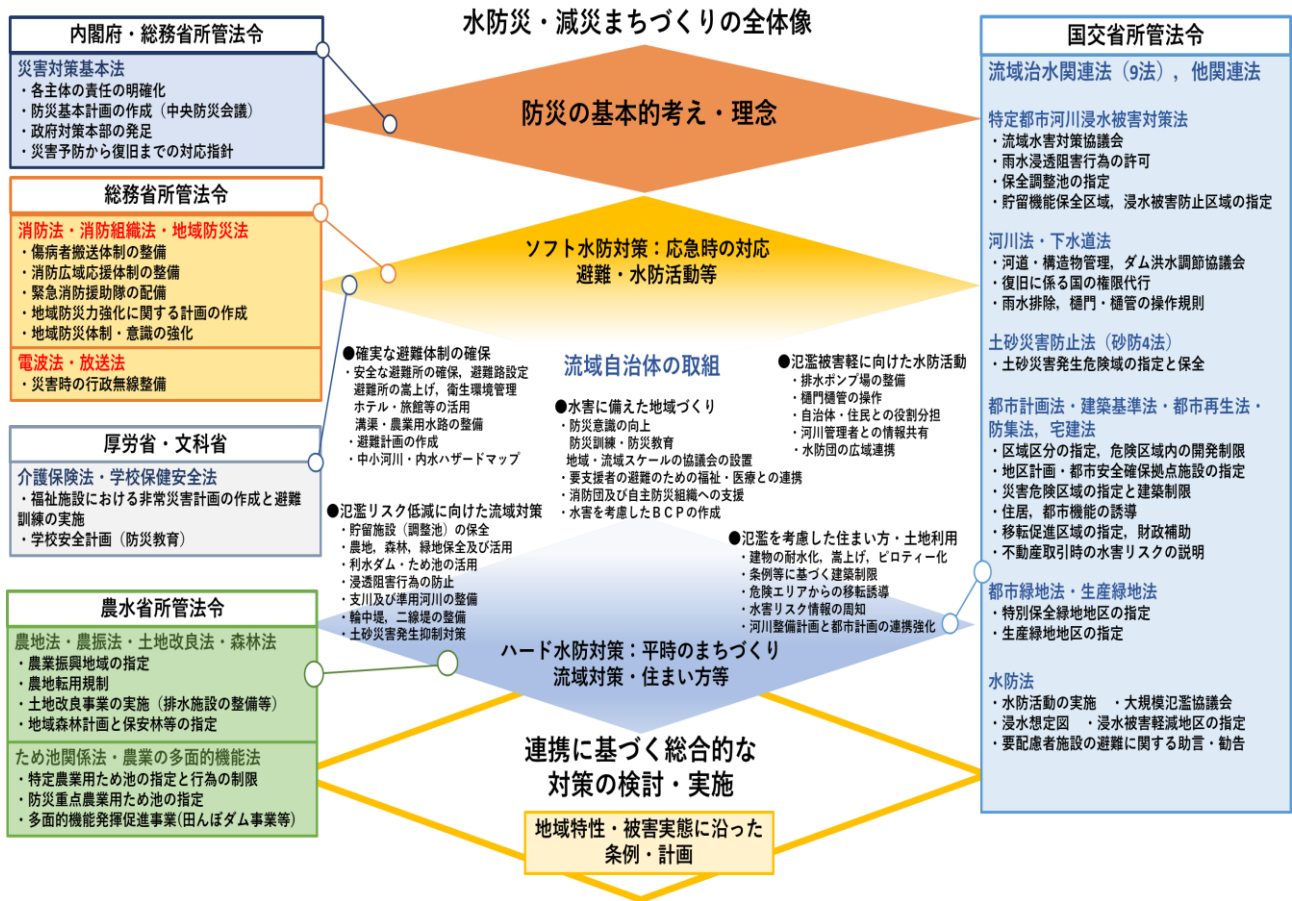 水防災・減災まちづくりの全体像
内閣府・総務省所管法令
災害対策基本法
・各主体の責任の明確化
・防災基本計画の作成（中央防災会議）
・政府対策本部の発足
・災害予防から復旧までの対応指針
総務省所管法令
消防法・消防組織法・地域防災法
・傷病者搬送体制の整備
・消防広域応援体制の整備
・緊急消防援助隊の配備
・地域防災力強化に関する計画の作成
・地域防災体制・意識の強化
電波法・放送法
・災害時の行政無線整備
厚労省・文科省
介護保険法・学校保健安全法
・福祉施設における非常災害計画の作成と避難
訓練の実施
・学校安全計画（防災教育）
農水省所管法令
農地法・農振法・土地改良法・森林法
・農業振興地域の指定
・農地転用規制
・土地改良事業の実施（排水施設の整備等）
・地域森林計画と保安林等の指定
ため池関係法・農業の多面的機能法
・特定農業用ため池の指定と行為の制限
・防災重点農業用ため池の指定
・多面的機能発揮促進事業(田んぼダム事業等)
防災の基本的考え・理念
ソフト水防対策：応急時の対応
避難・水防活動等
●確実な避難体制の確保
・安全な避難所の確保，避難路設定
避難所の嵩上げ，衛生環境管理
ホテル・旅館等の活用
溝渠・農業用水路の整備
・避難計画の作成
・中小河川・内水ハザードマップ
流域自治体の取組
●水害に備えた地域づくり
・防災意識の向上
防災訓練・防災教育
地域・流域スケールの協議会の設置
・要支援者の避難のための福祉・医療との連携
・消防団及び自主防災組織への支援
・水害を考慮したＢＣＰの作成
●氾濫被害軽に向けた水防活動
・排水ポンプ場の整備
・樋門樋管の操作
・自治体・住民との役割分担
・河川管理者との情報共有
・水防団の広域連携
●氾濫リスク低減に向けた流域対策
・貯留施設（調整池）の保全
・農地，森林，緑地保全及び活用
・利水ダム・ため池の活用
・浸透阻害行為の防止
・支川及び準用河川の整備
・輪中堤，二線堤の整備
・土砂災害発生抑制対策
●氾濫を考慮した住まい方・土地利用
・建物の耐水化，嵩上げ，ピロティー化
・条例等に基づく建築制限
・危険エリアからの移転誘導
・水害リスク情報の周知
・河川整備計画と都市計画の連携強化
ハード水防対策：平時のまちづくり
流域対策・住まい方等
連携に基づく総合的な
対策の検討・実施
地域特性・被害実態に沿った
条例・計画
国交省所管法令
流域治水関連法（9法），他関連法
特定都市河川浸水被害対策法
・流域水害対策協議会
・雨水浸透阻害行為の許可
・保全調整池の指定
・貯留機能保全区域，浸水被害防止区域の指定
河川法・下水道法
・河道・構造物管理，ダム洪水調節協議会
・復旧に係る国の権限代行
・雨水排除，樋門・樋管の操作規則
土砂災害防止法（砂防4法）
・土砂災害発生危険域の指定と保全
都市計画法・建築基準法・都市再生法・
防集法，宅建法
・区域区分の指定，危険区域内の開発制限
・地区計画・都市安全確保拠点施設の指定
・災害危険区域の指定と建築制限
・住居，都市機能の誘導
・移転促進区域の指定，財政補助
・不動産取引時の水害リスクの説明
都市緑地法・生産緑地法
・特別保全緑地地区の指定
・生産緑地地区の指定
水防法
・水防活動の実施　・大規模氾濫協議会
・浸水想定図　・浸水被害軽減地区の指定
・要配慮者施設の避難に関する助言・勧告